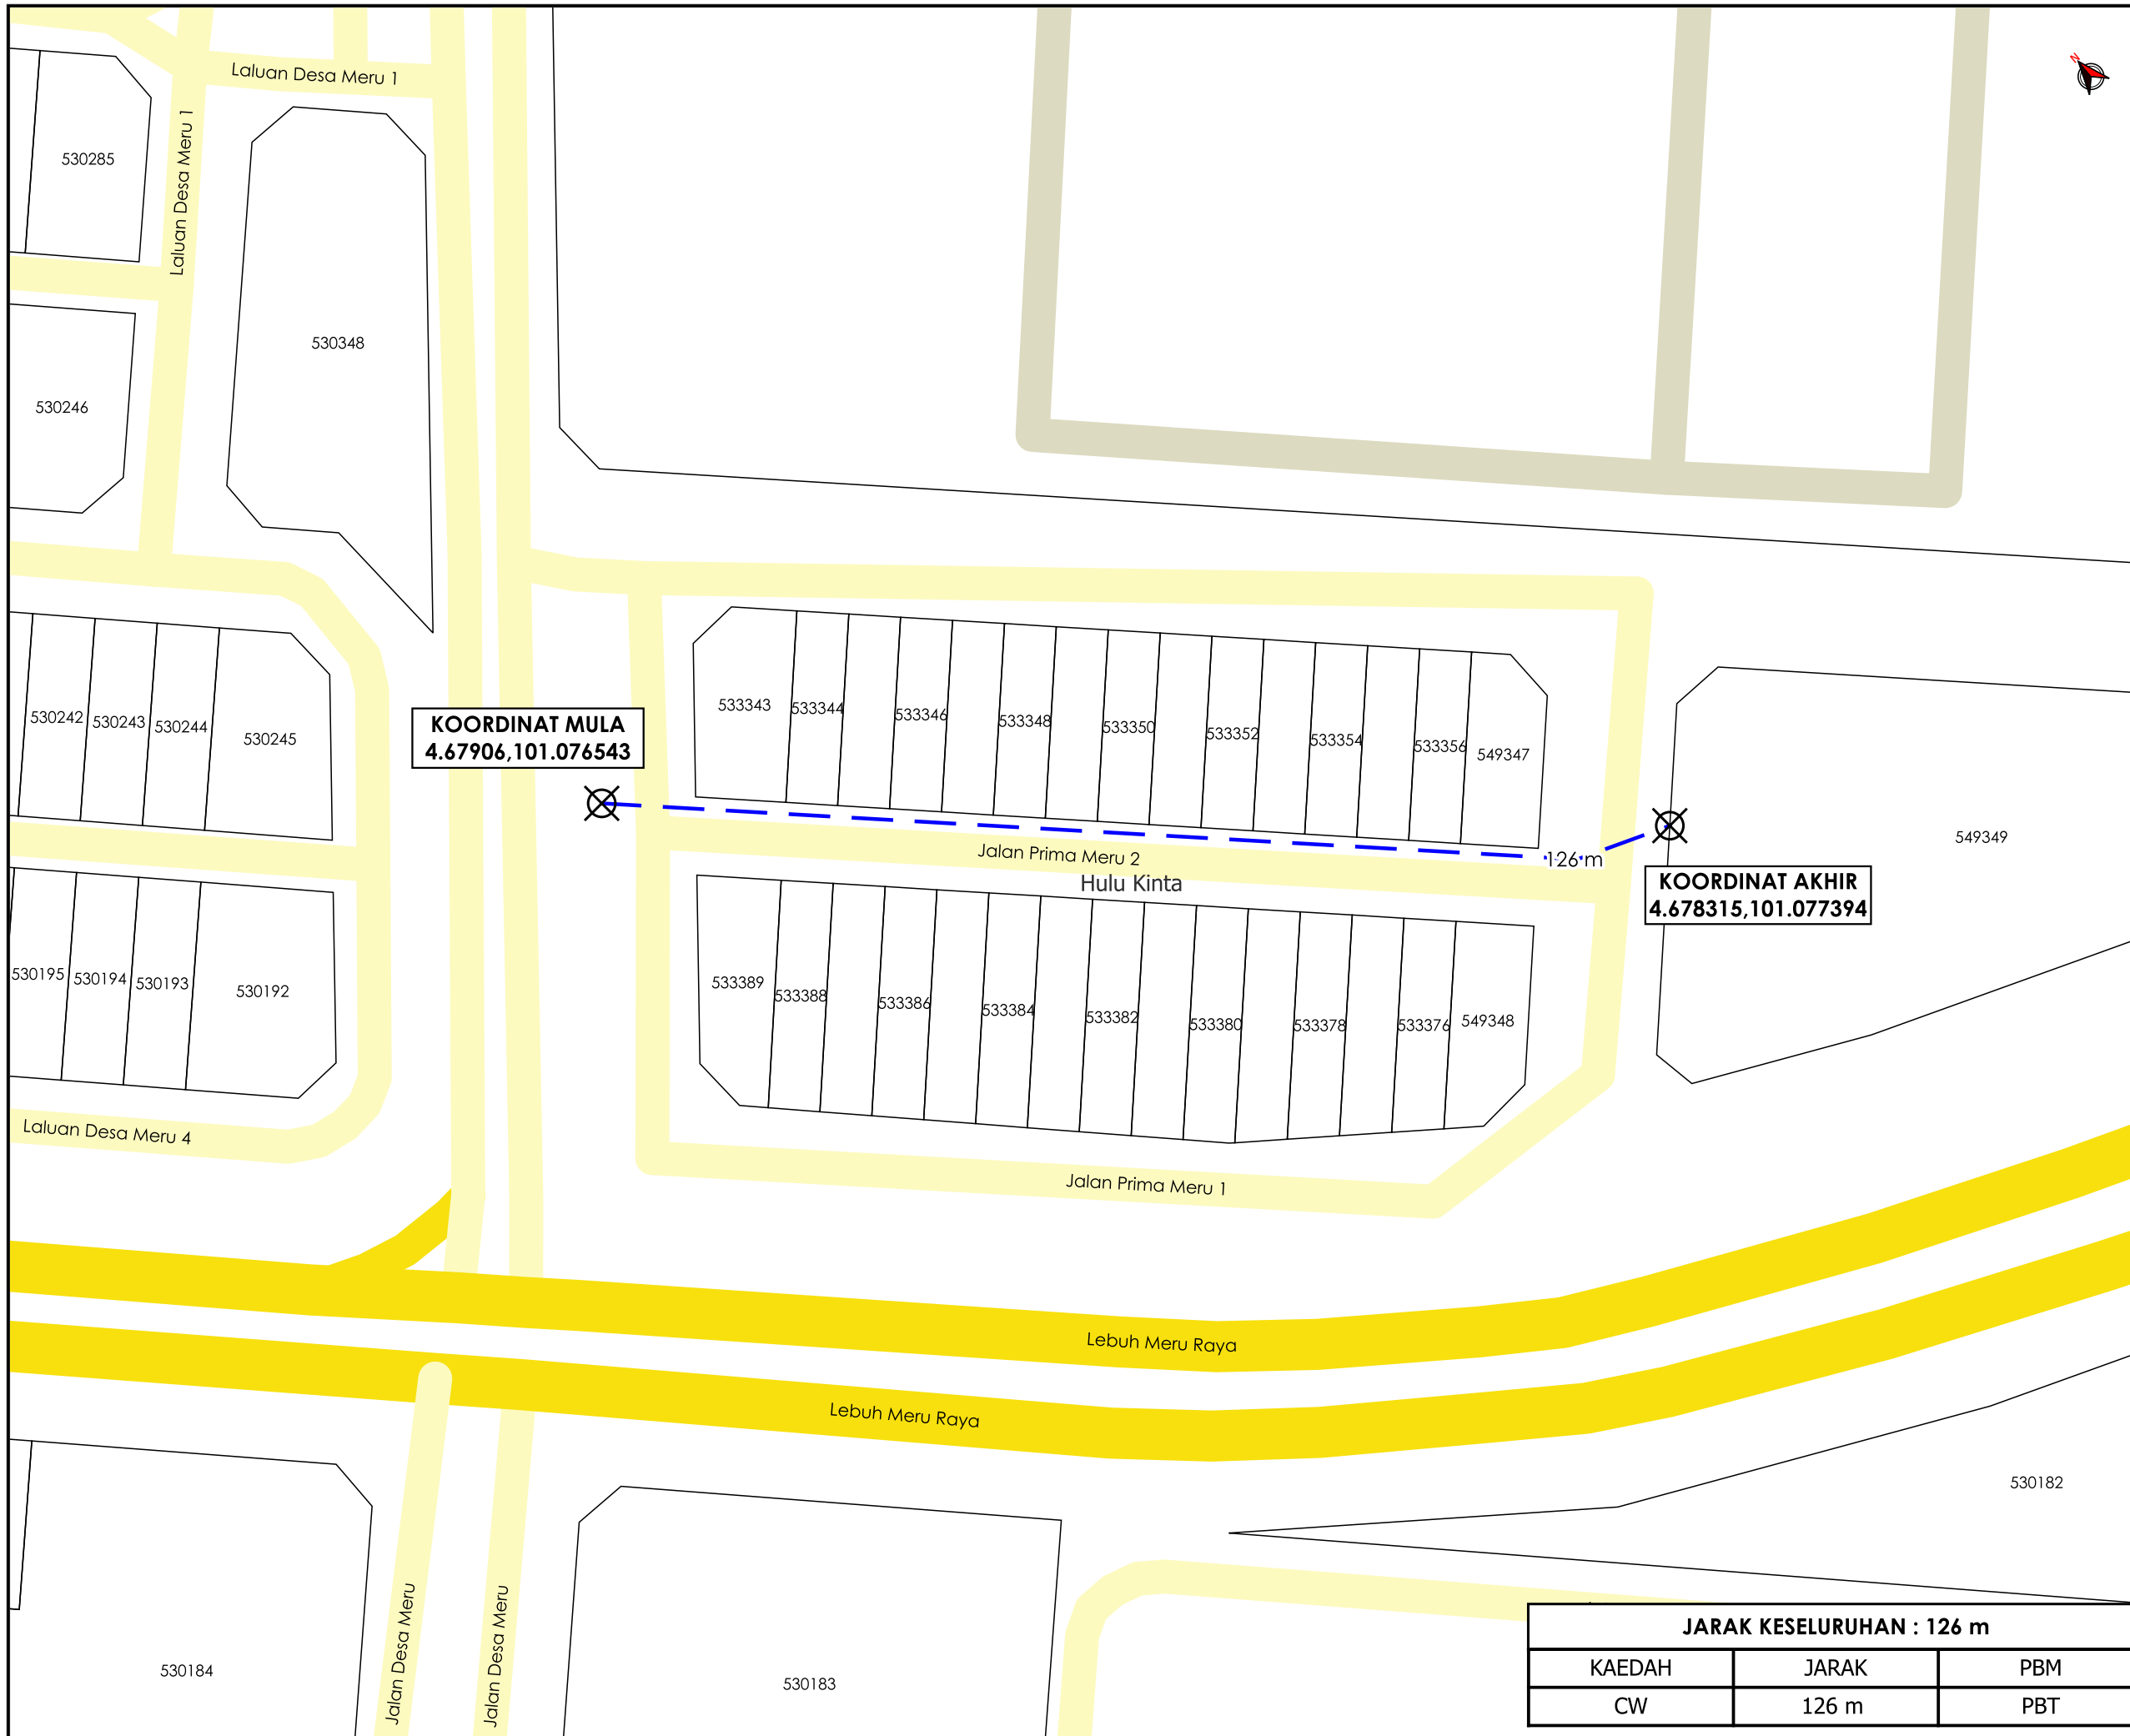 N
Laluan Desa Meru 1
Laluan Desa Meru 1
530285
530348
530246
530242
530243
530244
530245
KOORDINAT MULA
4.67906,101.076543
533343
533344
533346
533348
533350
533352
533354
533356
549347
549349
Jalan Prima Meru 2
126 m
Hulu Kinta
KOORDINAT AKHIR
4.678315,101.077394
530195
530194
530193
530192
533389
533388
533386
533384
533382
533380
533378
533376
549348
Laluan Desa Meru 4
Jalan Prima Meru 1
Lebuh Meru Raya
Lebuh Meru Raya
530182
530184
Jalan Desa Meru
Jalan Desa Meru
530183
JARAK KESELURUHAN : 126 m
KAEDAH JARAK PBM
CW 126 m PBT